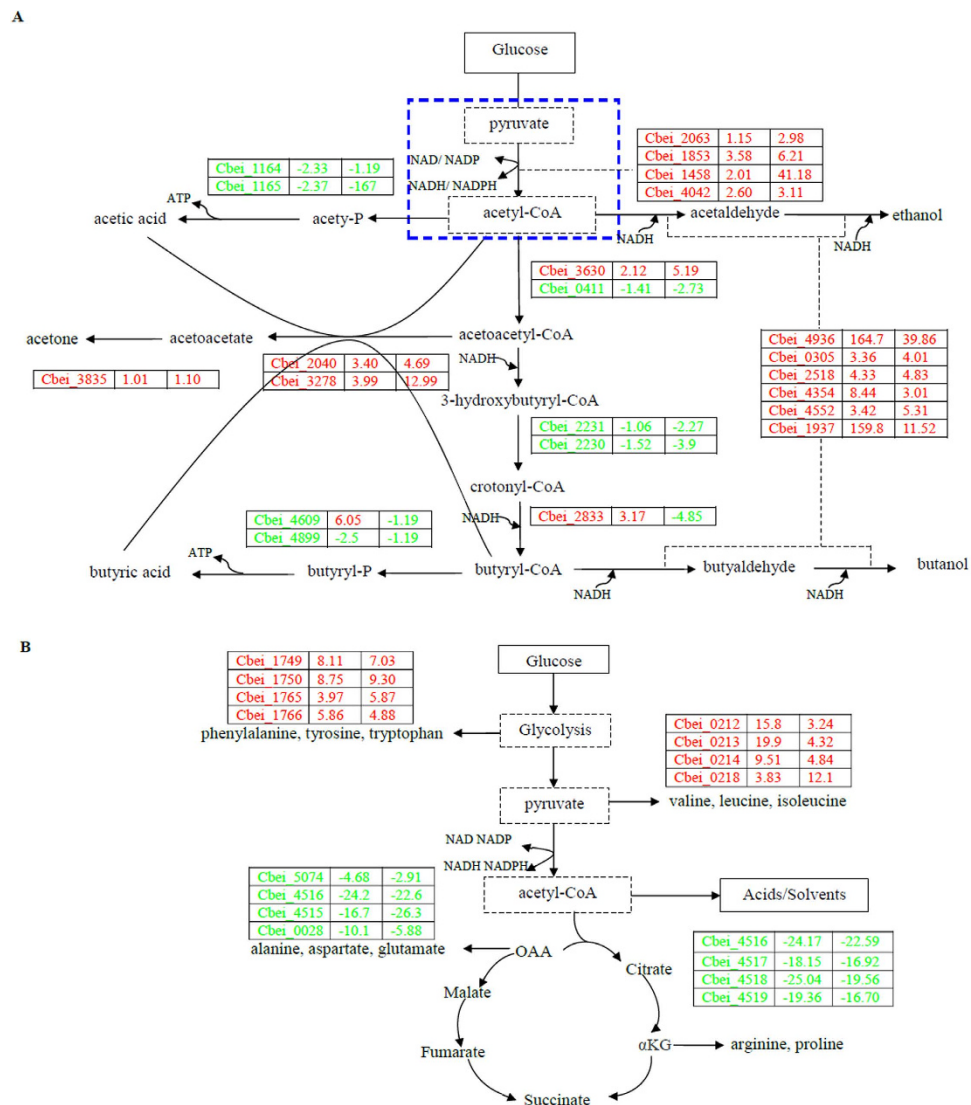 A
Glucose
pyruvate
NAD/ NADP
NADH/ NADPH
Cbei_2063 1.15 2.98
Cbei_1853 3.58 6.21
Cbei_1458 2.01 41.18
Cbei_4042 2.60 3.11
Cbei_1164 -2.33 -1.19
Cbei_1165 -2.37 -167
ATP
acetic acid
acety-P
acetyl-CoA
acetaldehyde
ethanol
NADH
NADH
Cbei_3630 2.12 5.19
Cbei_0411 -1.41 -2.73
acetone
acetoacetate
acetoacetyl-CoA
NADH
Cbei_3835 1.01 1.10
Cbei_2040 3.40 4.69
Cbei_3278 3.99 12.99
Cbei_4936 164.7 39.86
Cbei_0305 3.36 4.01
Cbei_2518 4.33 4.83
Cbei_4354 8.44 3.01
Cbei_4552 3.42 5.31
Cbei_1937 159.8 11.52
3-hydroxybutyryl-CoA
Cbei_2231 -1.06 -2.27
Cbei_2230 -1.52 -3.9
crotonyl-CoA
NADH
Cbei_2833 3.17 -4.85
Cbei_4609 6.05 -1.19
Cbei_4899 -2.5 -1.19
ATP
butyric acid
butyryl-P
butyryl-CoA
butyaldehyde
butanol
NADH
NADH
B
Glucose
Cbei_1749 8.11 7.03
Cbei_1750 8.75 9.30
Cbei_1765 3.97 5.87
Cbei_1766 5.86 4.88
phenylalanine, tyrosine, tryptophan
Glycolysis
Cbei_0212 15.8 3.24
Cbei_0213 19.9 4.32
Cbei_0214 9.51 4.84
Cbei_0218 3.83 12.1
pyruvate
valine, leucine, isoleucine
NAD NADP
NADH NADPH
Cbei_5074 -4.68 -2.91
Cbei_4516 -24.2 -22.6
Cbei_4515 -16.7 -26.3
Cbei_0028 -10.1 -5.88
alanine, aspartate, glutamate
acetyl-CoA
Acids/Solvents
OAA
Citrate
Cbei_4516 -24.17 -22.59
Cbei_4517 -18.15 -16.92
Cbei_4518 -25.04 -19.56
Cbei_4519 -19.36 -16.70
Malate
Fumarate
αKG
arginine, proline
Succinate